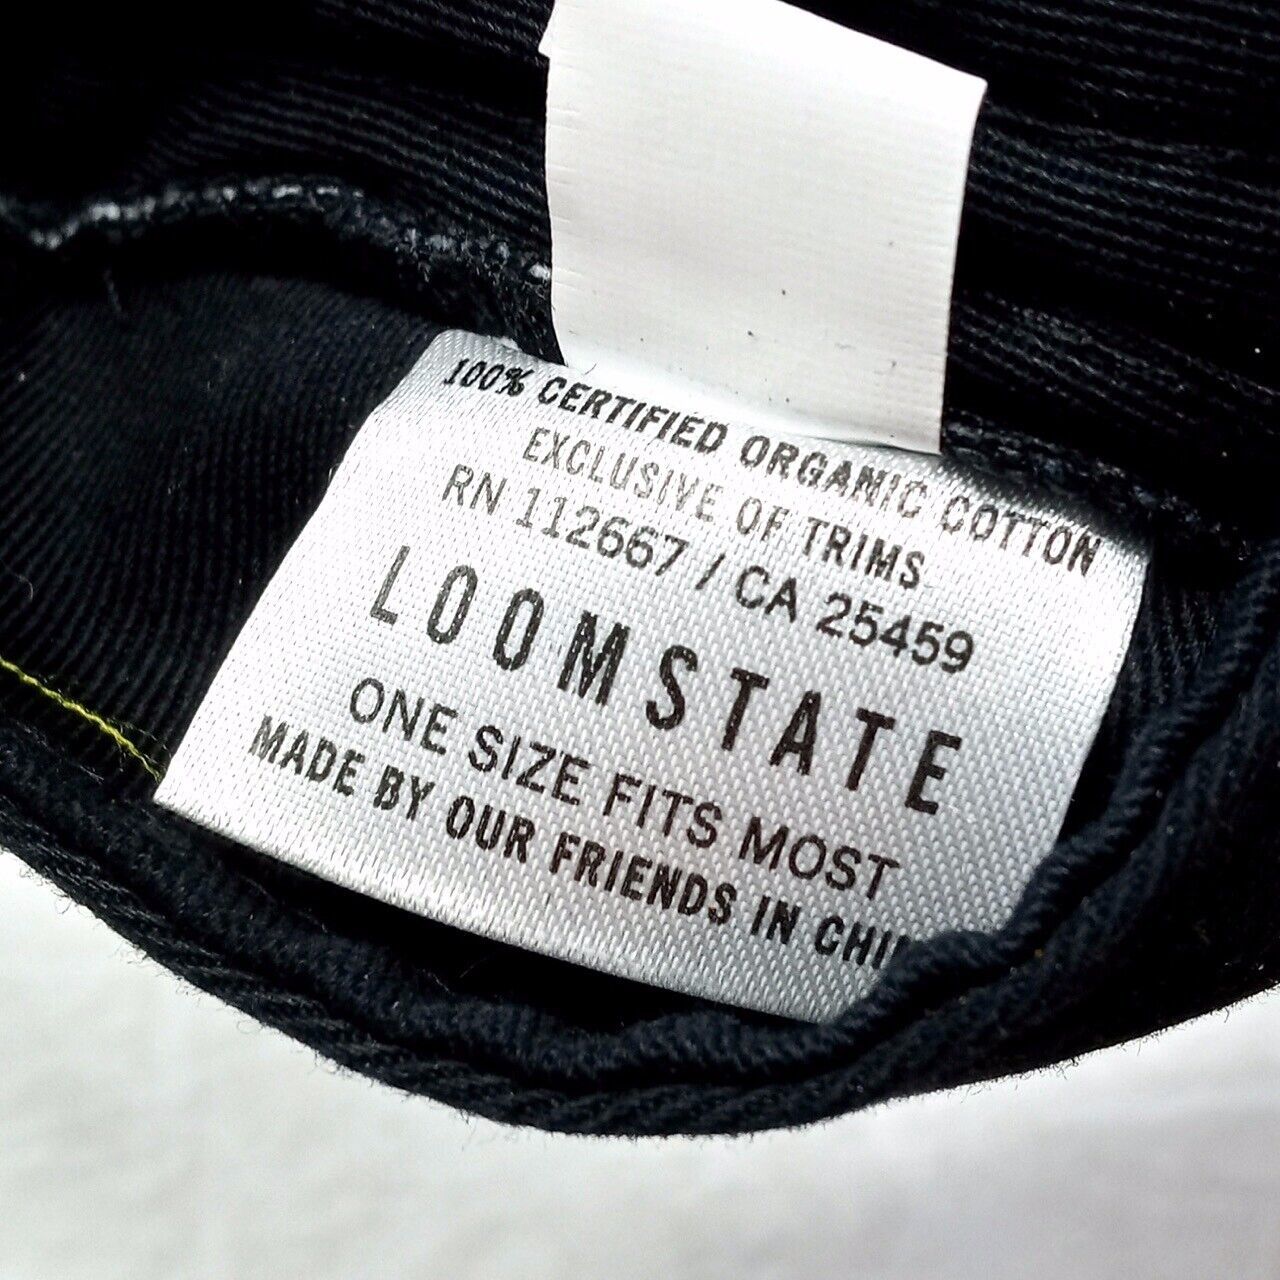 100% CERTIFIED ORGANIC COTTON
EXCLUSIVE OF TRIMS
RN 112667 / CA 25459
LOOMSTATE
ONE SIZE FITS MOST
MADE BY OUR FRIENDS IN CHI